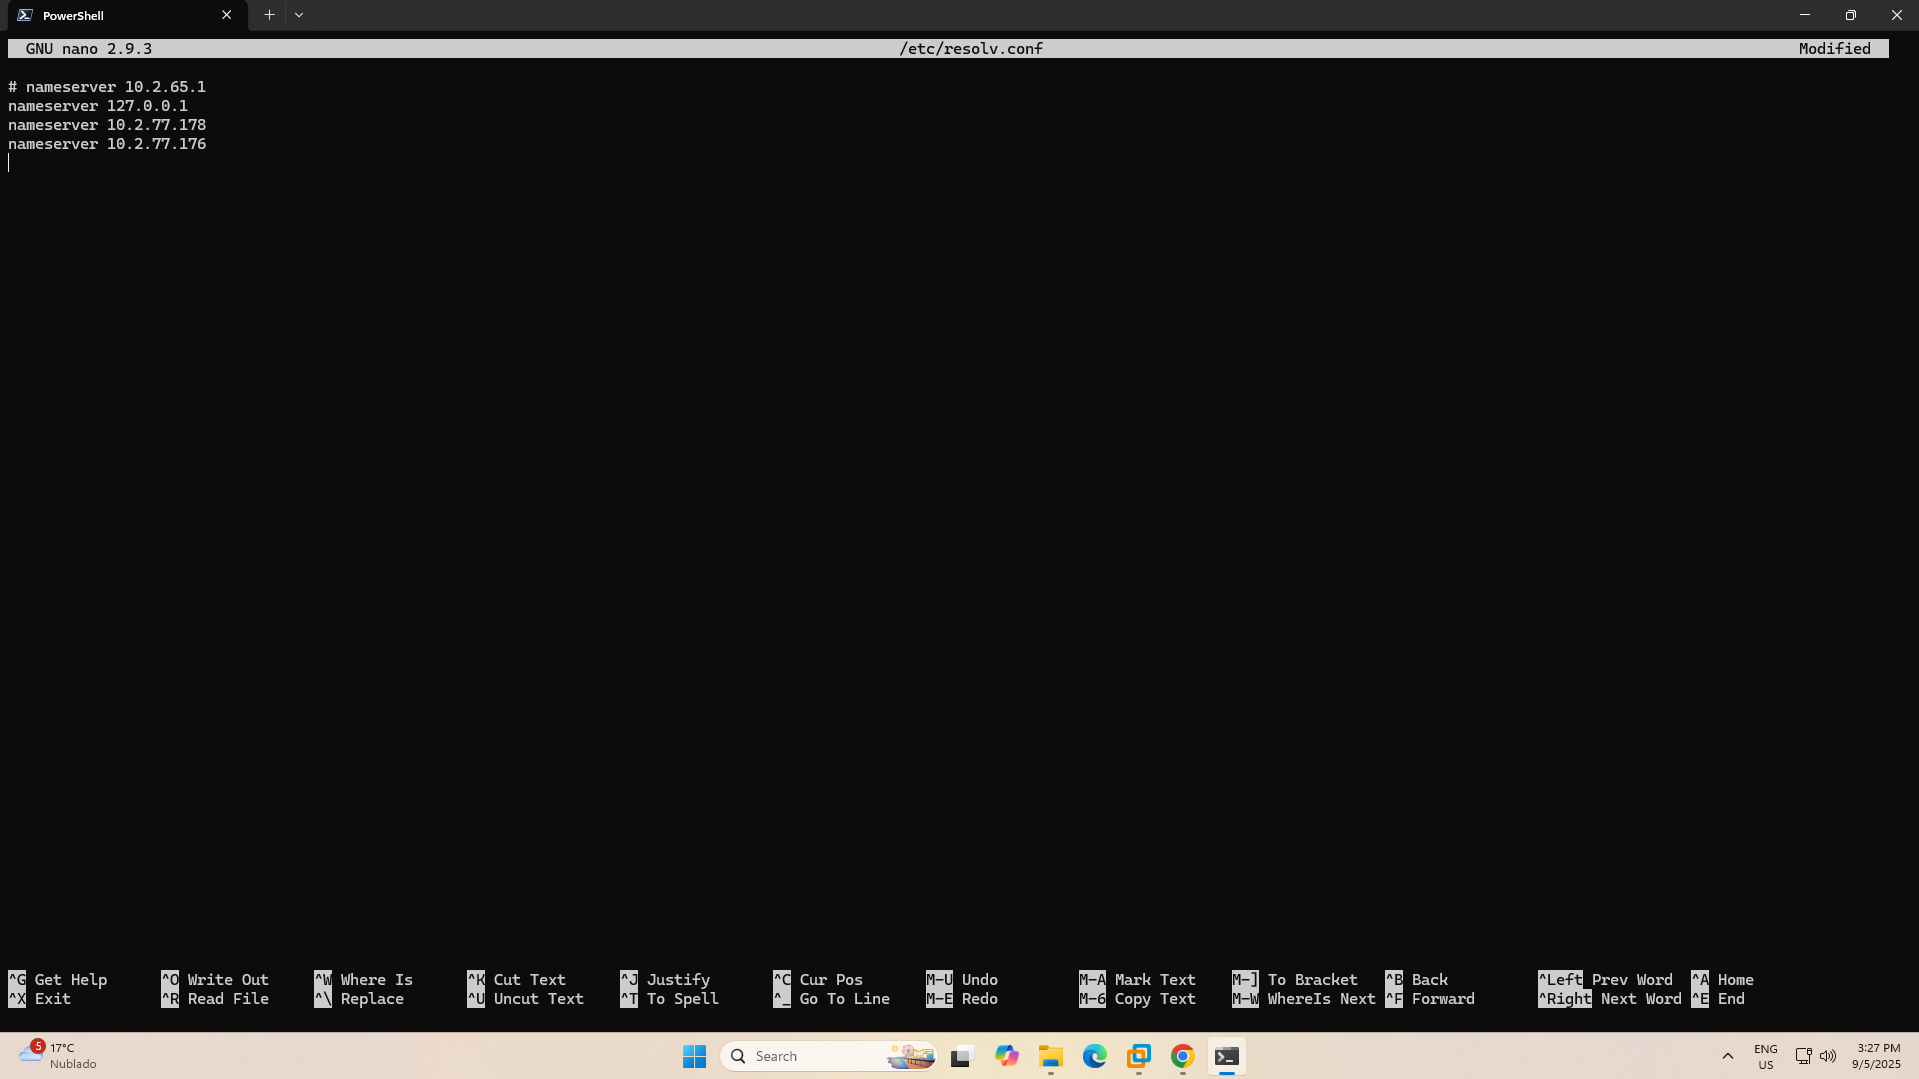 PowerShell
GNU nano 2.9.3 /etc/resolv.conf Modified
# nameserver 10.2.65.1
nameserver 127.0.0.1
nameserver 10.2.77.178
nameserver 10.2.77.176
^G Get Help ^O Write Out ^W Where Is ^K Cut Text ^J Justify ^C Cur Pos M-U Undo M-A Mark Text M-] To Bracket ^B Back ^Left Prev Word ^A Home
^X Exit ^R Read File ^\ Replace ^U Uncut Text ^T To Spell ^_ Go To Line M-E Redo M-6 Copy Text M-W WhereIs Next ^F Forward ^Right Next Word ^E End
5
17°C
Nublado
Search
ENG
US
3:27 PM
9/5/2025